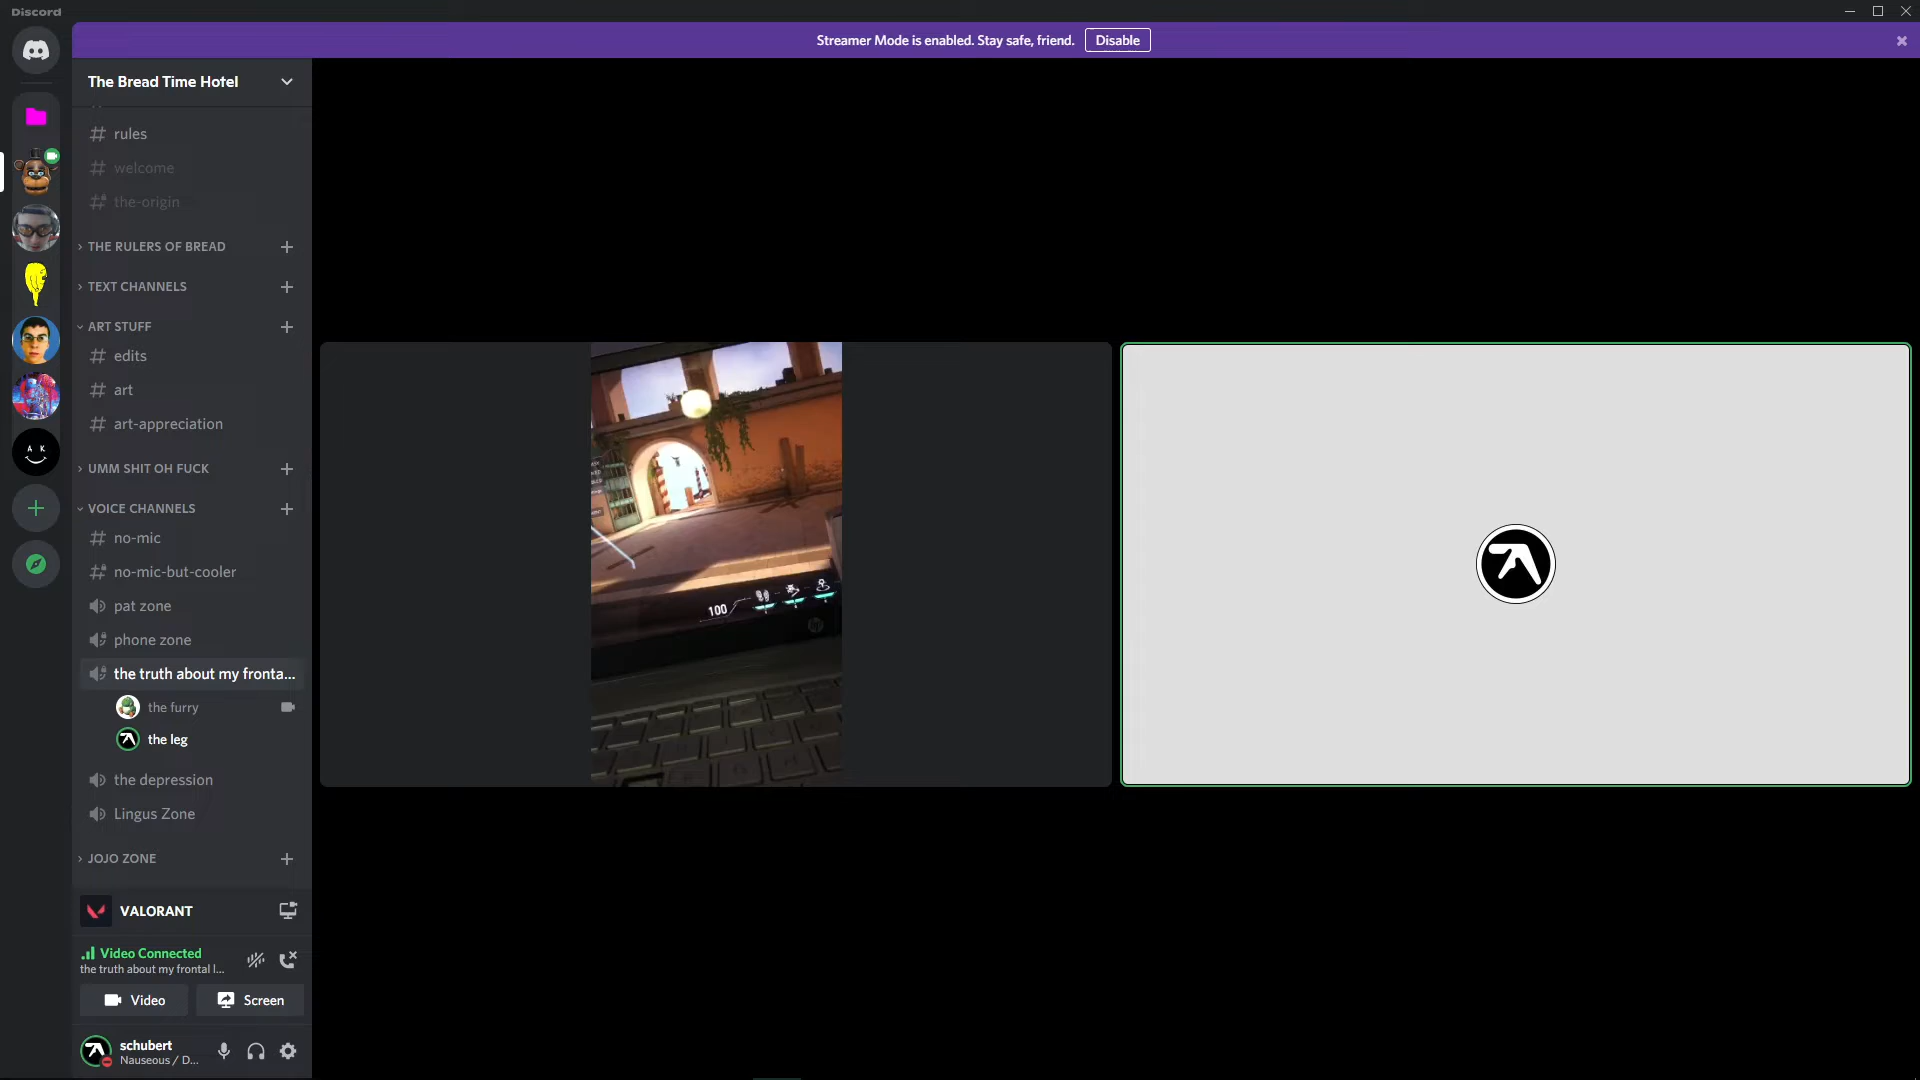 Discord
Streamer Mode is enabled. Stay safe, friend.
Disable
The Bread Time Hotel
rules
welcome
the-origin
THE RULERS OF BREAD
TEXT CHANNELS
ART STUFF
edits
art
art-appreciation
UMM SHIT OH FUCK
VOICE CHANNELS
no-mic
no-mic-but-cooler
pat zone
phone zone
the truth about my fronta...
the furry
the leg
the depression
Lingus Zone
JOJO ZONE
VALORANT
Video Connected
the truth about my frontal l...
Video
Screen
schubert
Nauseous / D...
A K
100